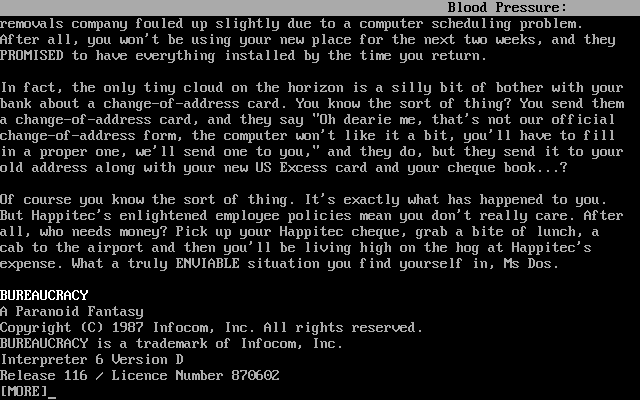 Blood Pressure:
removals company fouled up slightly due to a computer scheduling problem.
After all, you won't be using your new place for the next two weeks, and they
PROMISED to have everything installed by the time you return.
In fact, the only tiny cloud on the horizon is a silly bit of bother with your
bank about a change-of-address card. You know the sort of thing? You send them
a change-of-address card, and they say "Oh dearie me, that's not our official
change-of-address form, the computer won't like it a bit, you'll have to fill
in a proper one, we'll send one to you," and they do, but they send it to your
old address along with your new US Excess card and your cheque book...?
Of course you know the sort of thing. It's exactly what has happened to you.
But Happitec's enlightened employee policies mean you don't really care. After
all, who needs money? Pick up your Happitec cheque, grab a bite of lunch, a
cab to the airport and then you'll be living high on the hog at Happitec's
expense. What a truly ENVIABLE situation you find yourself in, Ms Dos.
BUREAUCRACY
A Paranoid Fantasy
Copyright (C) 1987 Infocom, Inc. All rights reserved.
BUREAUCRACY is a trademark of Infocom, Inc.
Interpreter 6 Version D
Release 116 / Licence Number 870602
[MORE]_